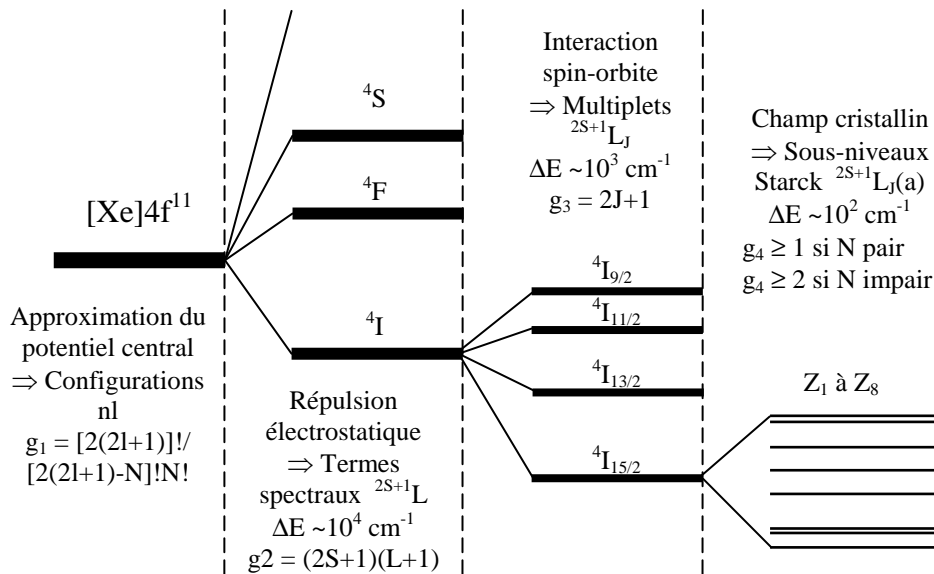 [Xe]4f¹¹
Approximation du
potentiel central
⇒ Configurations
nl
g₁ = [2(2l+1)]!/
[2(2l+1)-N]!N!
⁴S
⁴F
⁴I
Répulsion
électrostatique
⇒ Termes
spectraux ²ˢ⁺¹L
ΔE ~10⁴ cm⁻¹
g2 = (2S+1)(L+1)
Interaction
spin-orbite
⇒ Multiplets
²ˢ⁺¹L_J
ΔE ~10³ cm⁻¹
g₃ = 2J+1
⁴I₉/₂
⁴I₁₁/₂
⁴I₁₃/₂
⁴I₁₅/₂
Champ cristallin
⇒ Sous-niveaux
Starck ²ˢ⁺¹L_J(a)
ΔE ~10² cm⁻¹
g₄ ≥ 1 si N pair
g₄ ≥ 2 si N impair
Z₁ à Z₈